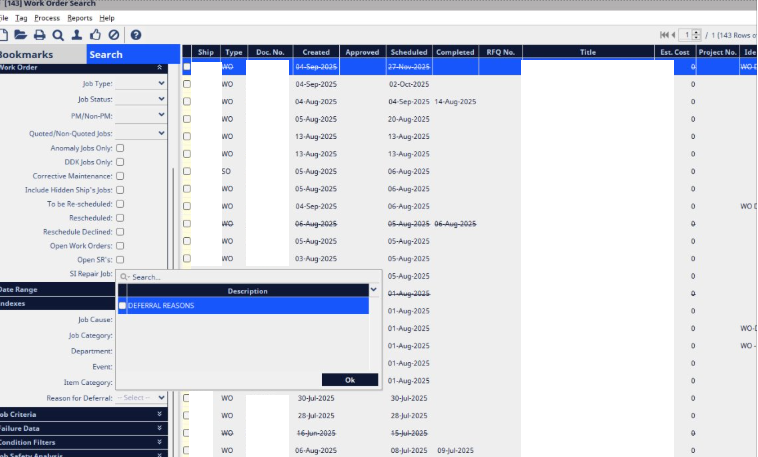 [143] Work Order Search
File Tag Process Reports Help
1 / 1 (143 Rows o
Bookmarks Search
Ship Type Doc. No. Created Approved Scheduled Completed RFQ No. Title Est. Cost Project No. Ide
Work Order
WO 04-Sep-2025 27-Nov-2025 0 WO D
Job Type:
WO 04-Sep-2025 02-Oct-2025 0
Job Status:
WO 04-Aug-2025 04-Sep-2025 14-Aug-2025 0
PM/Non-PM:
WO 05-Aug-2025 20-Aug-2025 0
Quoted/Non-Quoted Jobs:
WO 13-Aug-2025 13-Aug-2025 0
Anomaly Jobs Only:
WO 13-Aug-2025 13-Aug-2025 0
DDK Jobs Only:
Corrective Maintenance:
SO 05-Aug-2025 06-Aug-2025 0
Include Hidden Ship's Jobs:
WO 05-Aug-2025 06-Aug-2025 0
To be Re-scheduled:
WO 04-Sep-2025 06-Aug-2025 0 WO D
Rescheduled:
WO 06-Aug-2025 05-Aug-2025 06-Aug-2025 0
Reschedule Declined:
Open Work Orders:
WO 05-Aug-2025 05-Aug-2025 0
Open SR's:
WO 03-Aug-2025 05-Aug-2025 0
SI Repair Job:
Search...
05-Aug-2025 0
Date Range
Description
01-Aug-2025 0
Indexes
DEFERRAL REASONS
01-Aug-2025 0
Job Cause:
01-Aug-2025 0 WO-D
Job Category:
01-Aug-2025 0 WO -
Department:
Event:
01-Aug-2025 0
Item Category:
Ok
01-Aug-2025 0
Reason for Deferral: -- Select --
WO 30-Jul-2025 30-Jul-2025 0
Job Criteria
WO 28-Jul-2025 28-Jul-2025 0
Failure Data
WO 16-Jun-2025 15-Jul-2025 0
Condition Filters
WO 06-Aug-2025 08-Jul-2025 09-Jul-2025 0
Job Safety Analysis